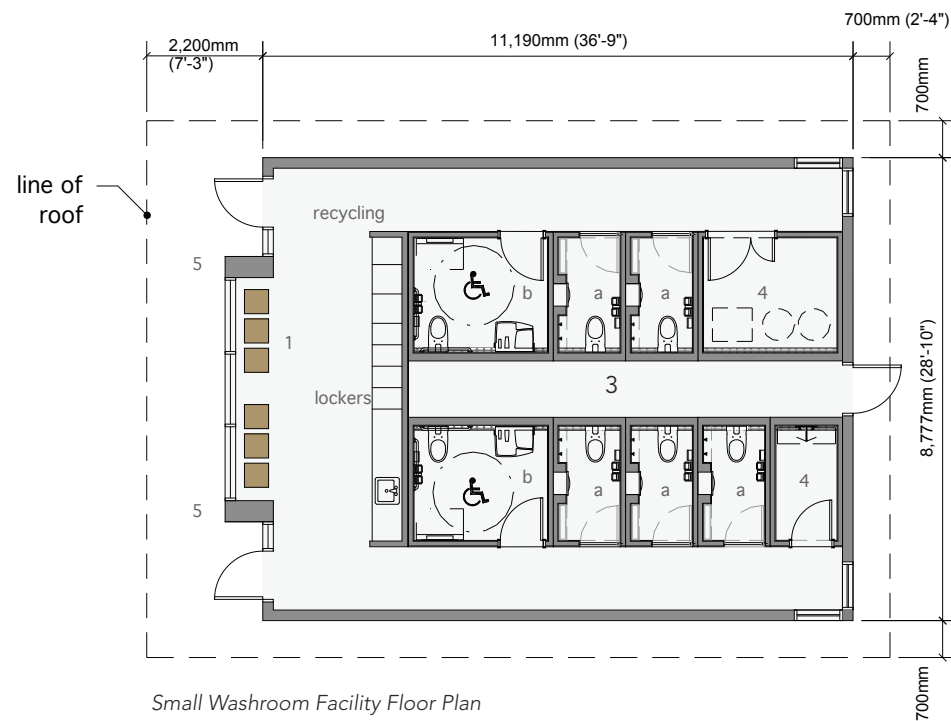 700mm (2'-4")
2,200mm
(7'-3")
11,190mm (36'-9")
700mm
line of
roof
recycling
5
b
a
a
4
1
3
lockers
8,777mm (28'-10")
b
a
a
a
4
5
700mm
Small Washroom Facility Floor Plan